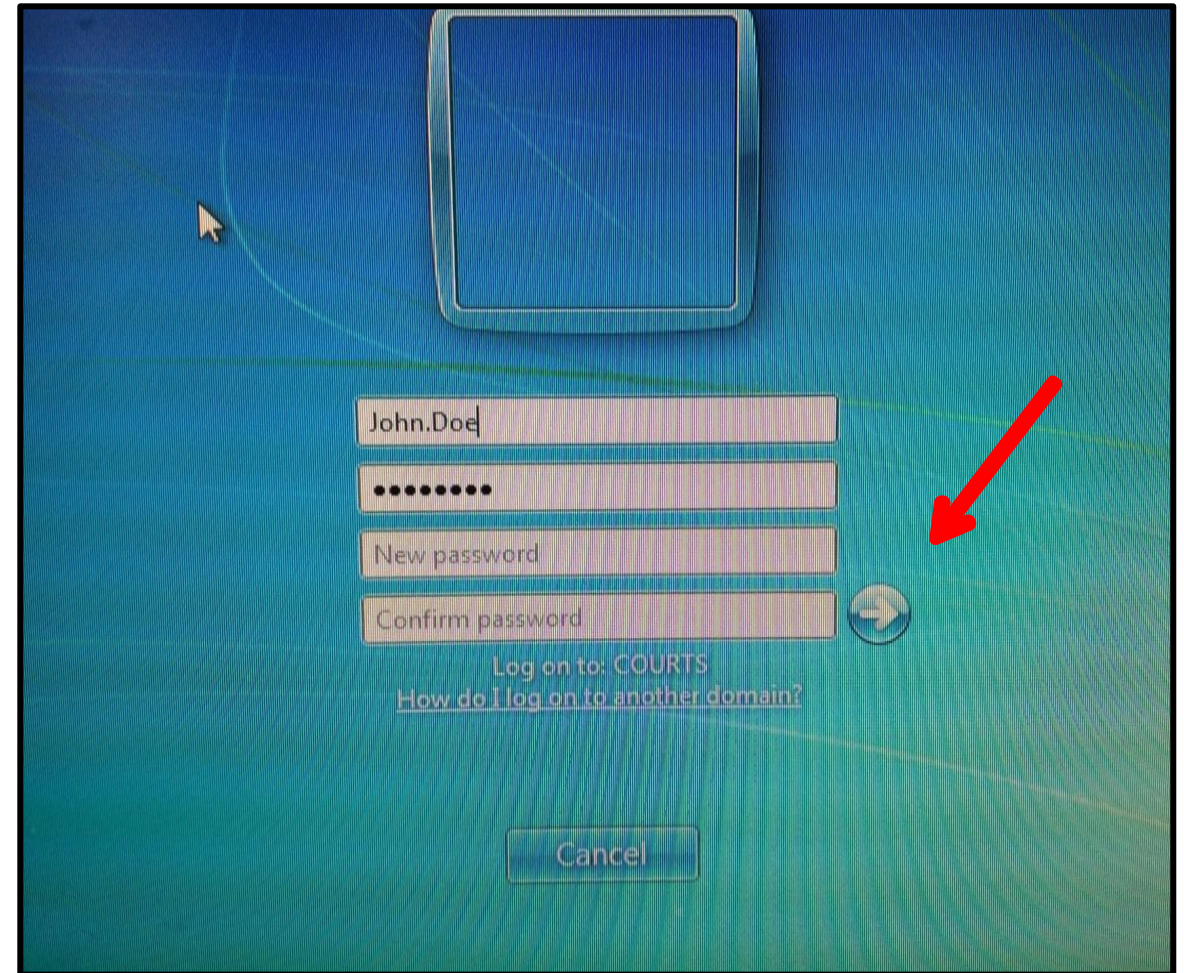 John.Doe
••••••••
New password
Confirm password
Log on to: COURTS
How do I log on to another domain?
Cancel